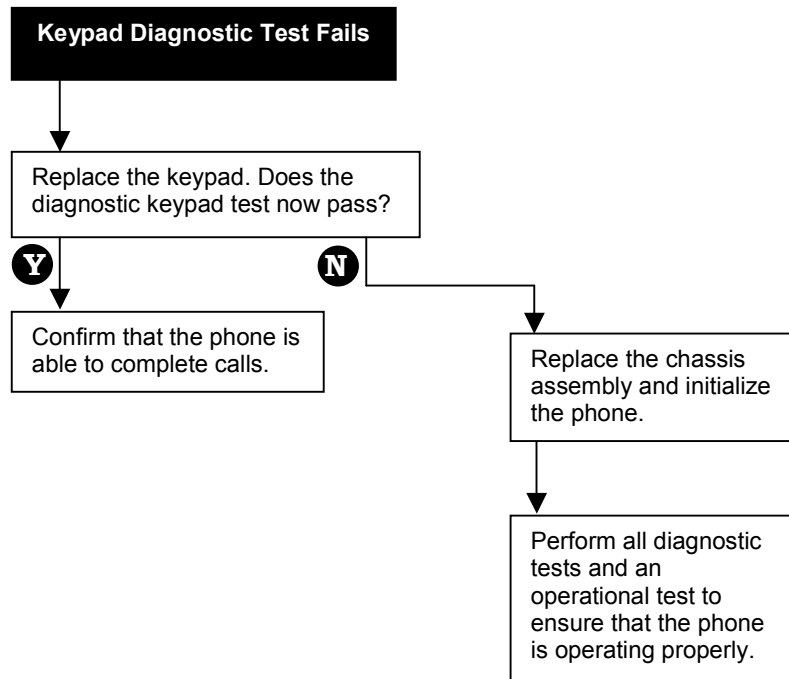 Keypad Diagnostic Test Fails
Replace the keypad. Does the
diagnostic keypad test now pass?
Y
N
Confirm that the phone is
able to complete calls.
Replace the chassis
assembly and initialize
the phone.
Perform all diagnostic
tests and an
operational test to
ensure that the phone
is operating properly.